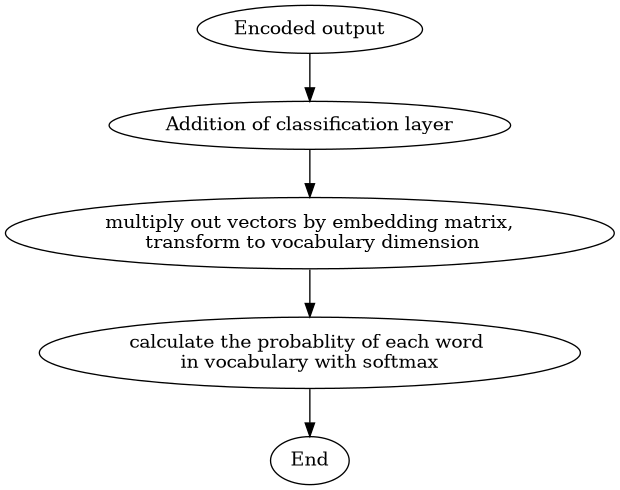 Encoded output
Addition of classification layer
multiply out vectors by embedding matrix,
transform to vocabulary dimension
calculate the probablity of each word
in vocabulary with softmax
End